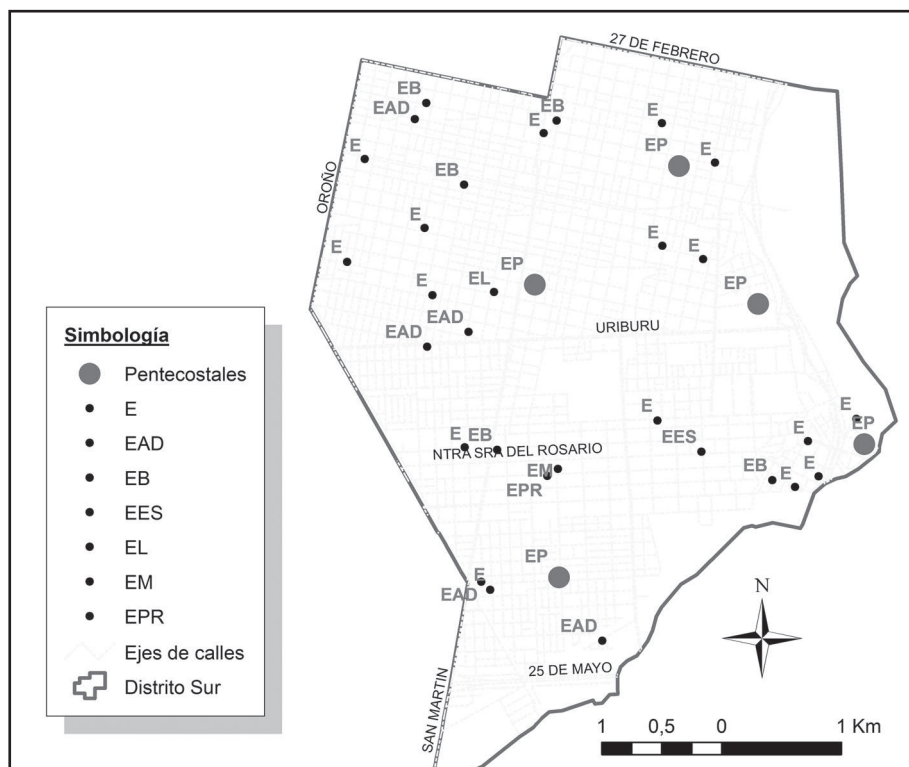 27 DE FEBRERO
EB
EAD
EB
E
E
EP
E
E
EB
OROÑO
E
E
E
E
E
EL
EP
EP
EAD
URIBURU
EAD
E
E
EP
E
EB
EES
NTRA SRA DEL ROSARIO
EM
EPR
EB
E
E
E
EAD
EP
EAD
25 DE MAYO
SAN MARTIN
N
Simbología
Pentecostales
E
EAD
EB
EES
EL
EM
EPR
Ejes de calles
Distrito Sur
1 0,5 0 1 Km